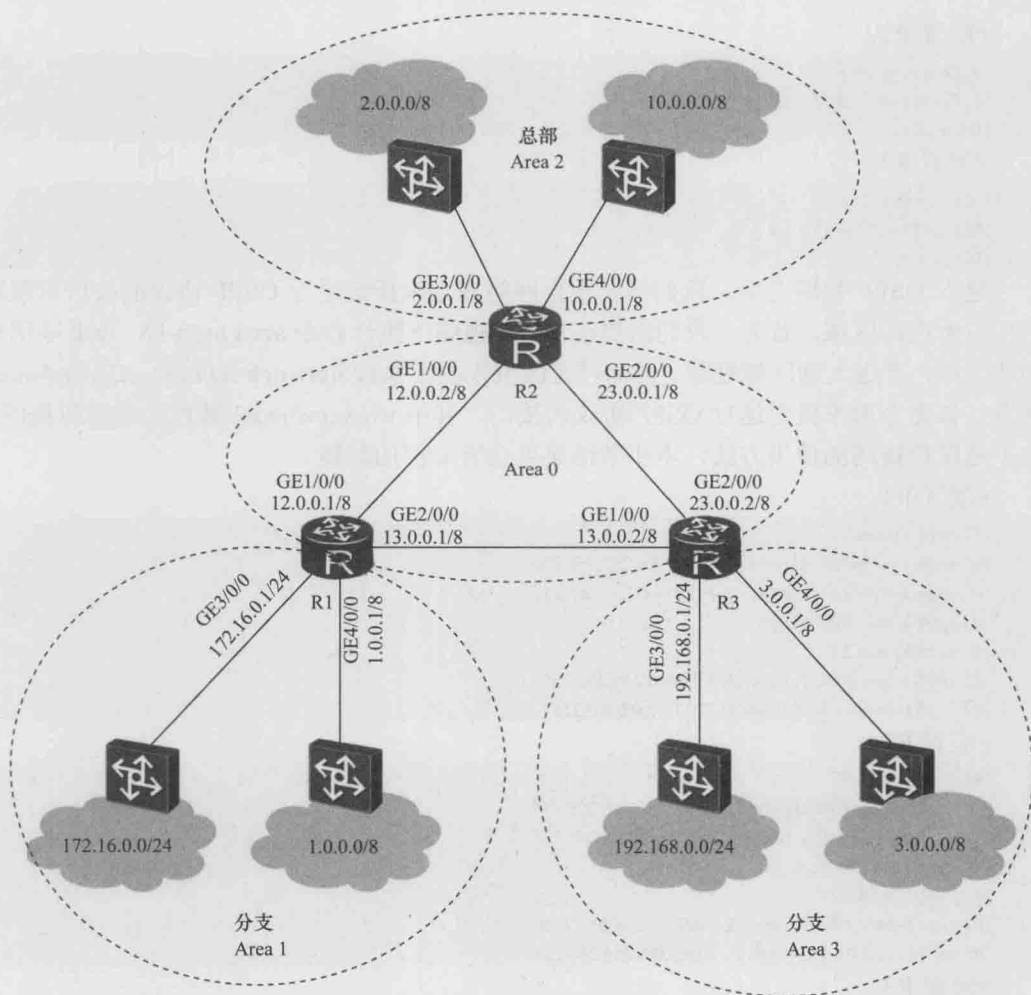 2.0.0.0/8
10.0.0.0/8
总部
Area 2
GE3/0/0
2.0.0.1/8
GE4/0/0
10.0.0.1/8
R
GE1/0/0
12.0.0.2/8
R2
GE2/0/0
23.0.0.1/8
Area 0
GE1/0/0
12.0.0.1/8
GE2/0/0
23.0.0.2/8
GE2/0/0
13.0.0.1/8
GE1/0/0
13.0.0.2/8
R
R
R1
R3
GE3/0/0
172.16.0.1/24
GE4/0/0
1.0.0.1/8
GE3/0/0
192.168.0.1/24
GE4/0/0
3.0.0.1/8
172.16.0.0/24
1.0.0.0/8
192.168.0.0/24
3.0.0.0/8
分支
Area 1
分支
Area 3